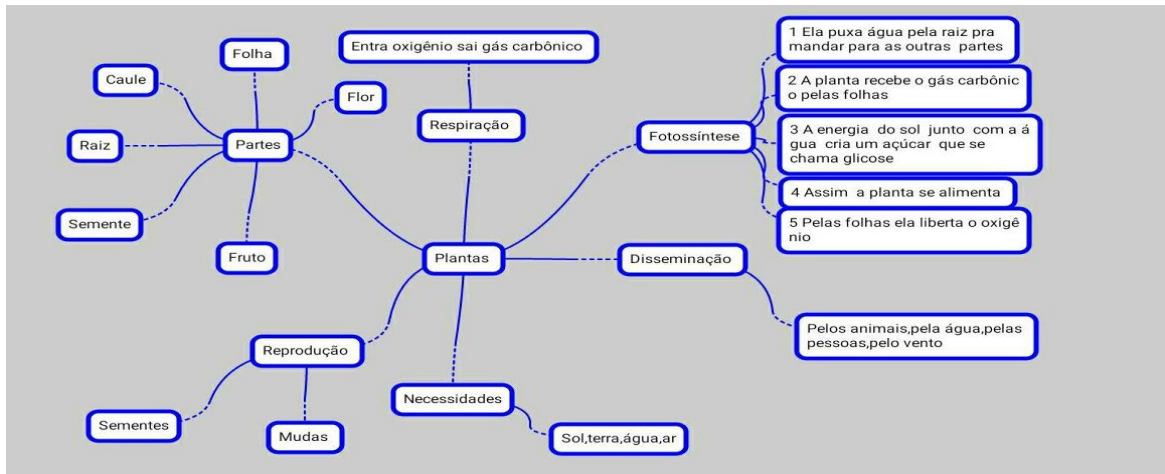 Plantas
Partes
Folha
Caule
Flor
Raiz
Semente
Fruto
Respiração
Entra oxigênio sai gás carbônico
Fotossíntese
1 Ela puxa água pela raiz pra
mandar para as outras partes
2 A planta recebe o gás carbônic
o pelas folhas
3 A energia do sol junto com a á
gua cria um açúcar que se
chama glicose
4 Assim a planta se alimenta
5 Pelas folhas ela liberta o oxigê
nio
Disseminação
Pelos animais,pela água,pelas
pessoas,pelo vento
Necessidades
Sol,terra,água,ar
Reprodução
Sementes
Mudas